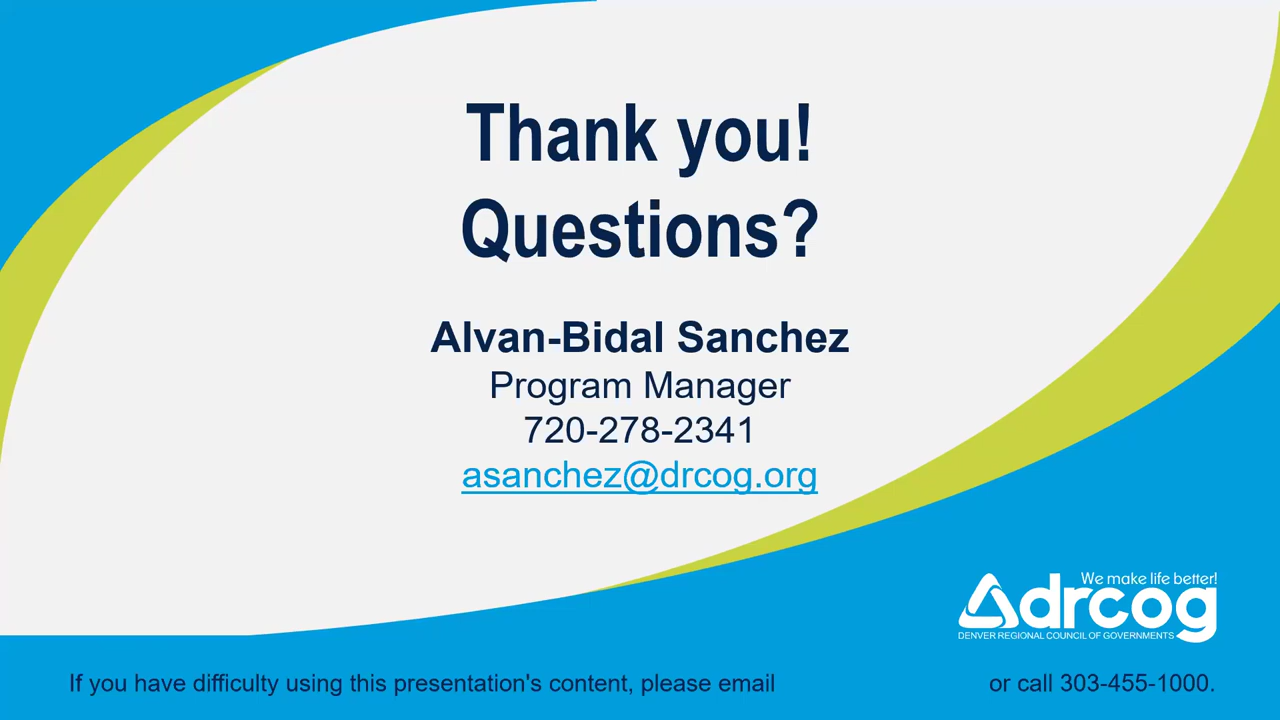 Thank you!
Questions?
Alvan-Bidal Sanchez
Program Manager
720-278-2341
asanchez@drcog.org
We make life better!
drcog
DENVER REGIONAL COUNCIL OF GOVERNMENTS
If you have difficulty using this presentation's content, please email or call 303-455-1000.